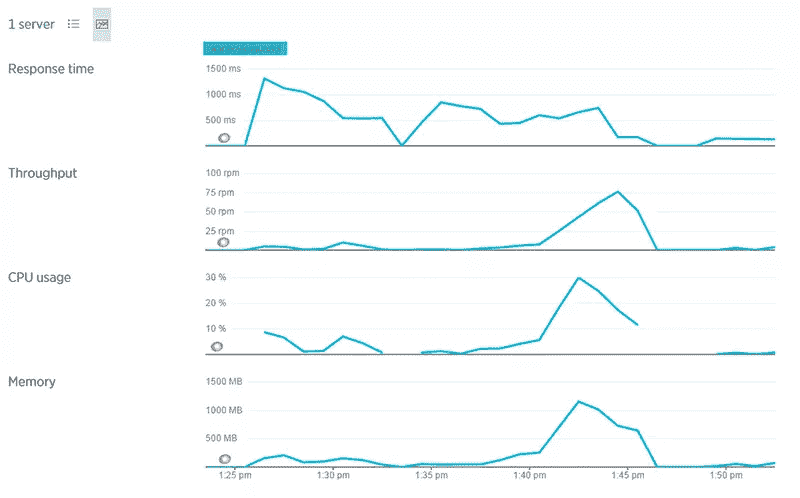 1 server
Response time
1500 ms
1000 ms
500 ms
Throughput
100 rpm
75 rpm
50 rpm
25 rpm
CPU usage
30 %
20 %
10 %
Memory
1500 MB
1000 MB
500 MB
1:25 pm 1:30 pm 1:35 pm 1:40 pm 1:45 pm 1:50 pm